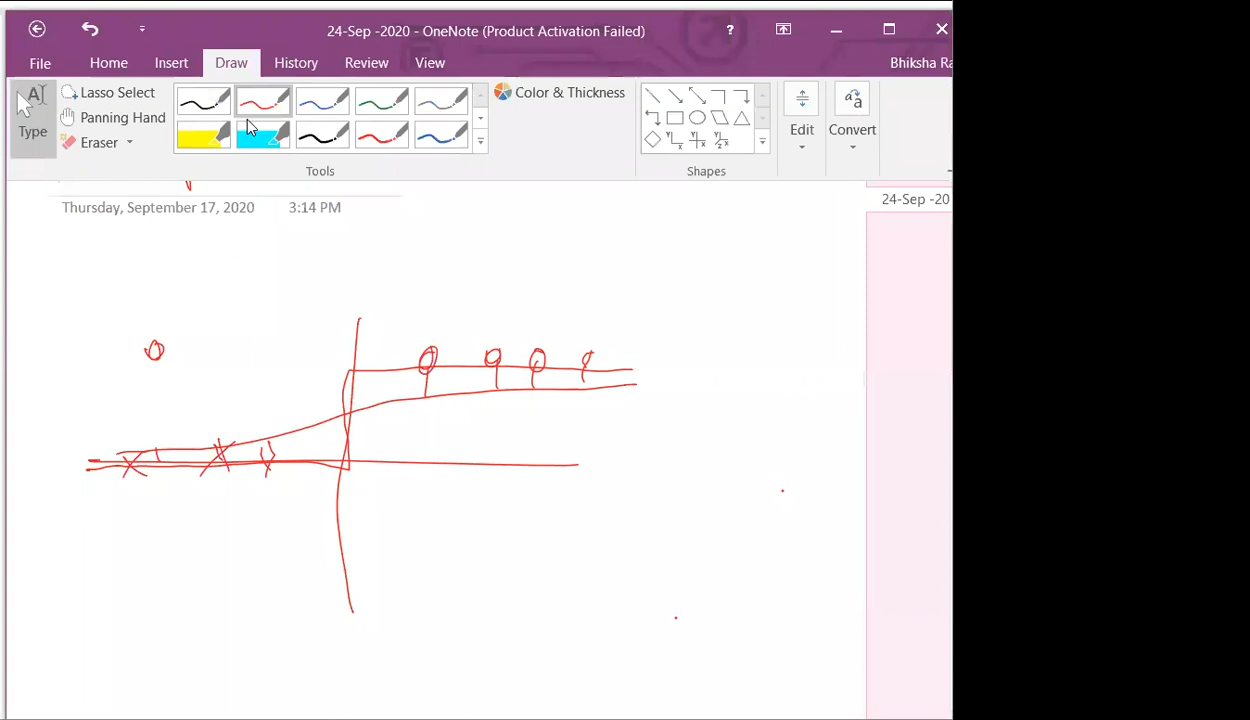 24-Sep -2020 - OneNote (Product Activation Failed)
?
File
Home
Insert
Draw
History
Review
View
Bhiksha Ra
A
Type
Lasso Select
Panning Hand
Eraser
Color & Thickness
Edit
aa
Convert
Tools
Shapes
Thursday, September 17, 2020
3:14 PM
24-Sep -20